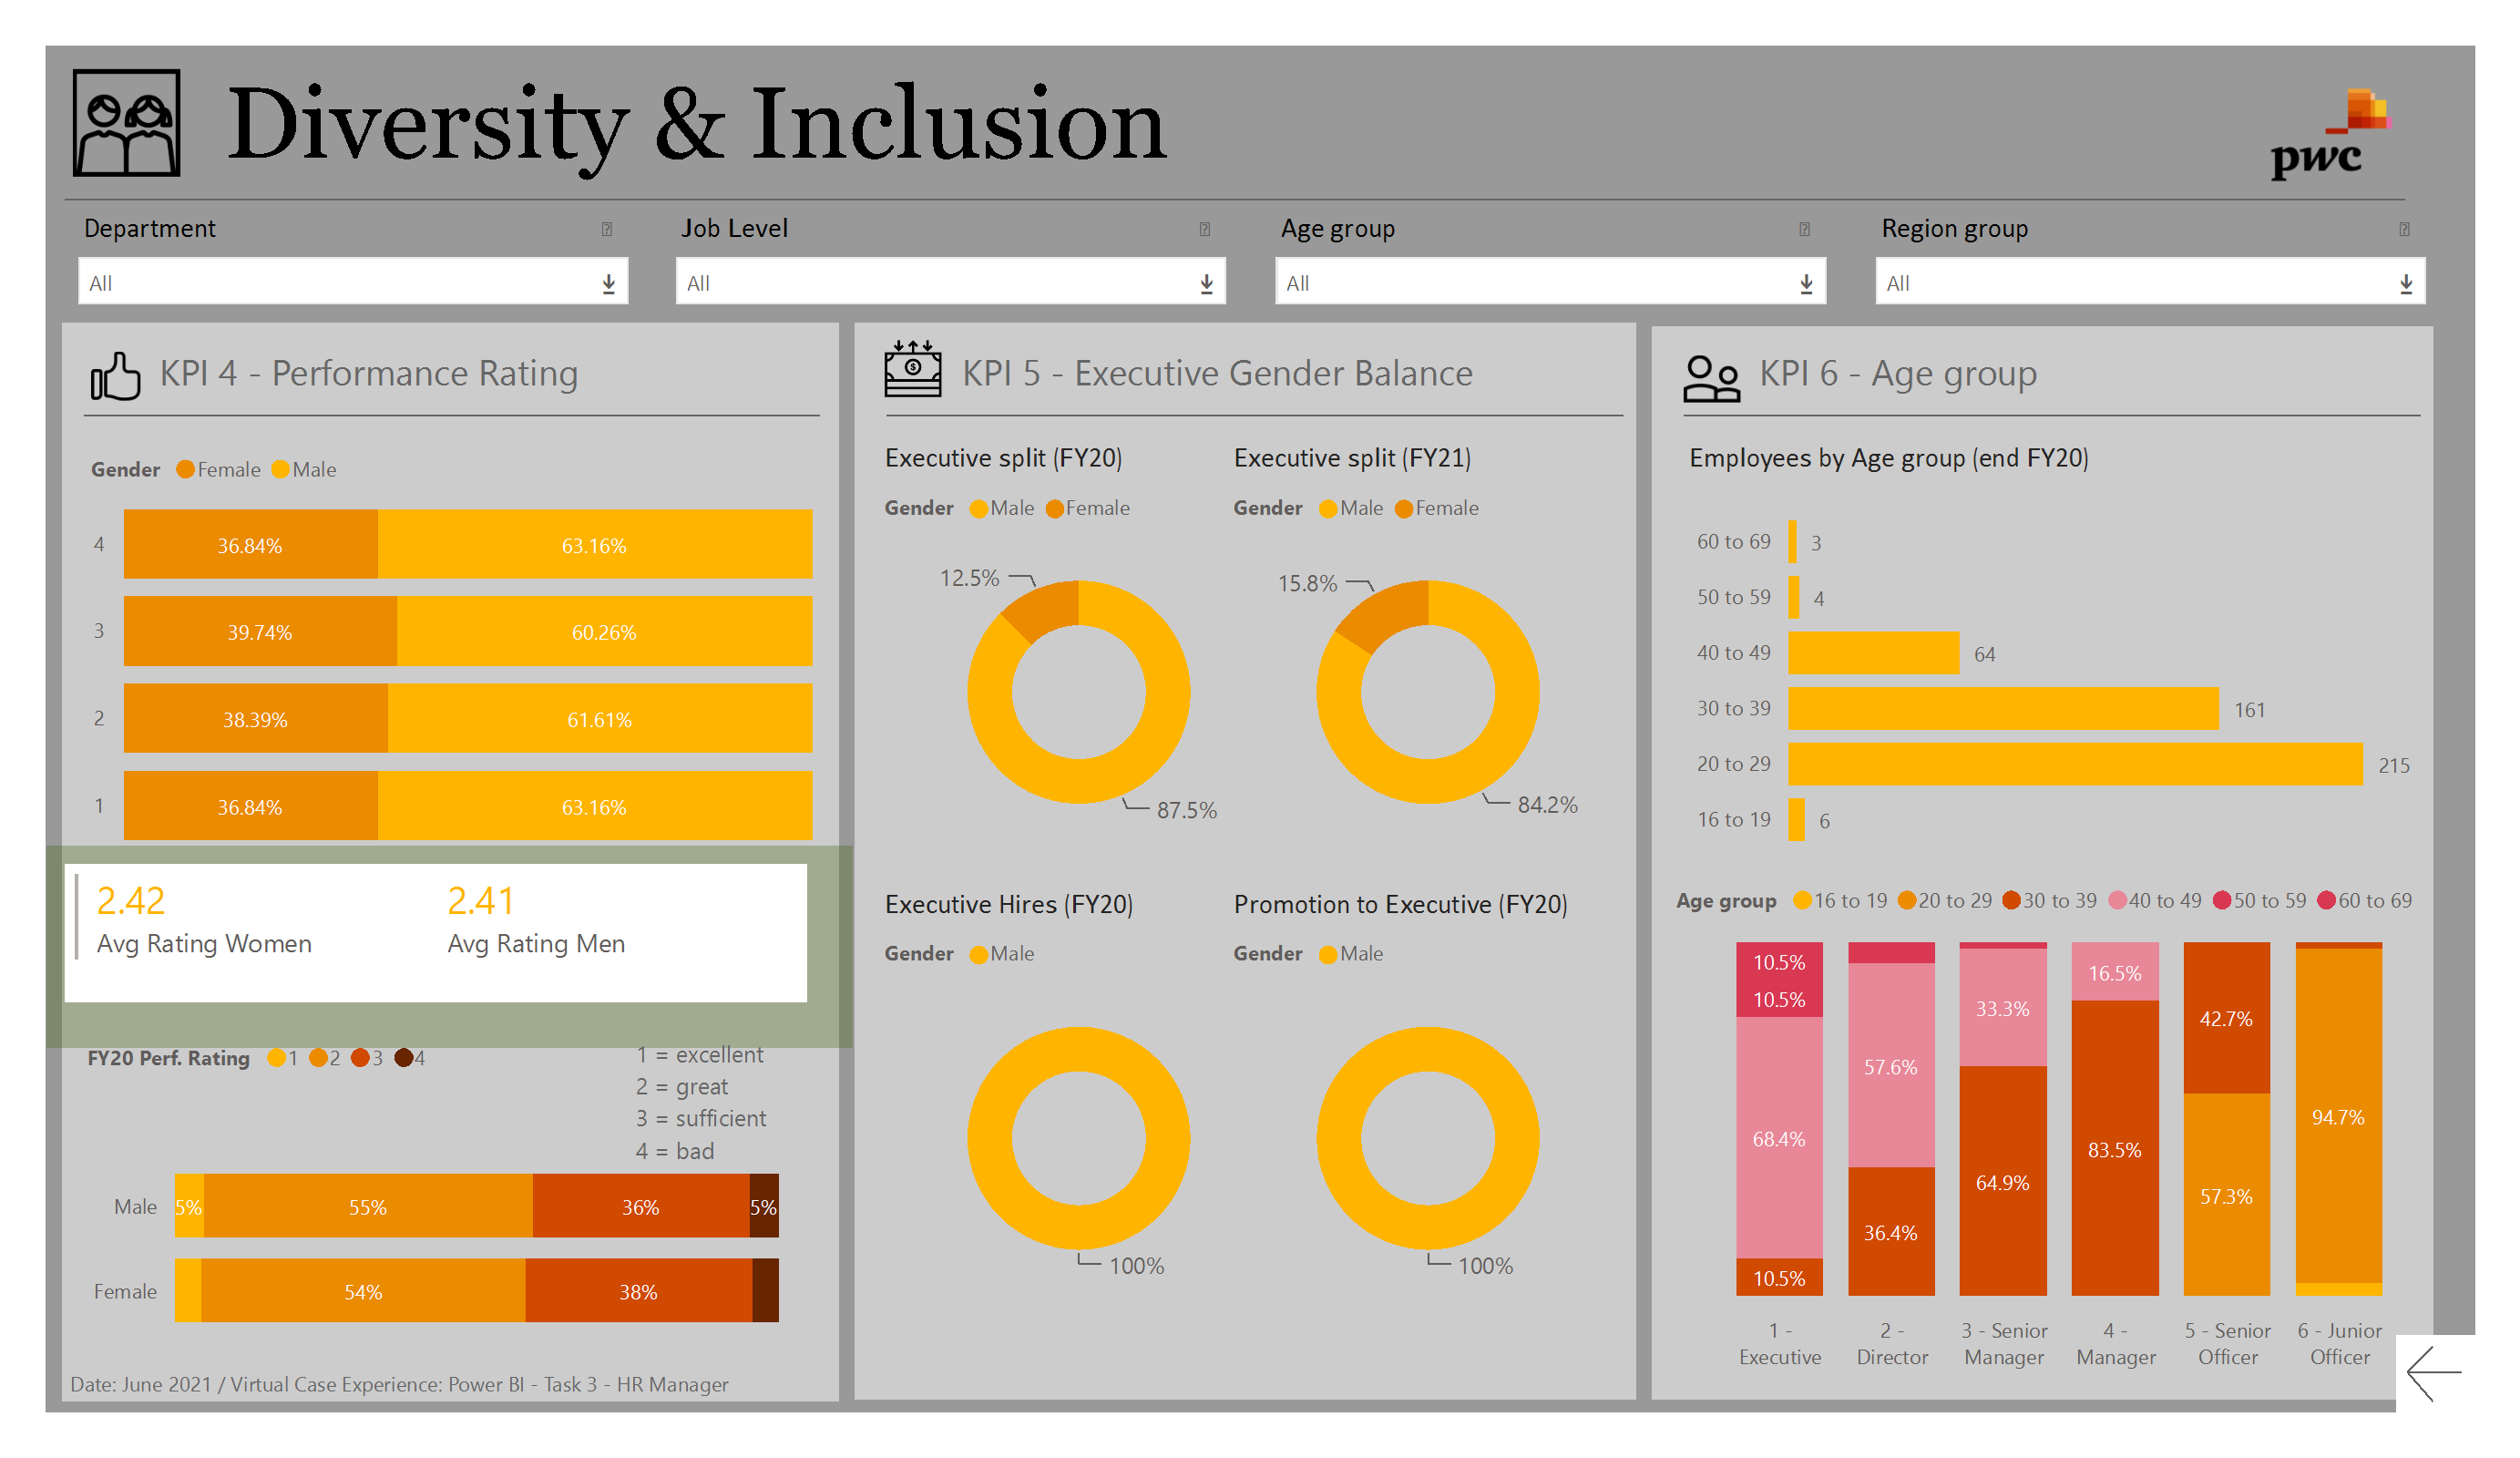 Diversity & Inclusion
pwc
Department
Job Level
Age group
Region group
All
All
All
All
KPI 4 - Performance Rating
Gender Female Male
4 36.84% 63.16%
3 39.74% 60.26%
2 38.39% 61.61%
1 36.84% 63.16%
2.42
Avg Rating Women
2.41
Avg Rating Men
FY20 Perf. Rating 1 2 3 4
1 = excellent
2 = great
3 = sufficient
4 = bad
Male 5% 55% 36% 5%
Female 54% 38%
Date: June 2021 / Virtual Case Experience: Power BI - Task 3 - HR Manager
KPI 5 - Executive Gender Balance
Executive split (FY20)
Gender Male Female
12.5%
87.5%
Executive split (FY21)
Gender Male Female
15.8%
84.2%
Executive Hires (FY20)
Gender Male
100%
Promotion to Executive (FY20)
Gender Male
100%
KPI 6 - Age group
Employees by Age group (end FY20)
60 to 69 3
50 to 59 4
40 to 49 64
30 to 39 161
20 to 29 215
16 to 19 6
Age group 16 to 19 20 to 29 30 to 39 40 to 49 50 to 59 60 to 69
10.5%
10.5%
68.4%
10.5%
1 -
Executive
57.6%
36.4%
2 -
Director
33.3%
64.9%
3 - Senior
Manager
16.5%
83.5%
4 -
Manager
42.7%
57.3%
5 - Senior
Officer
94.7%
6 - Junior
Officer